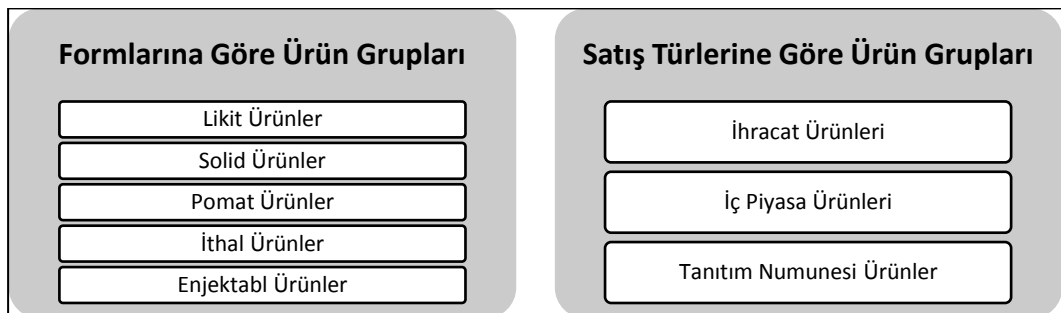 Formlarına Göre Ürün Grupları
Likit Ürünler
Solid Ürünler
Pomat Ürünler
İthal Ürünler
Enjektabl Ürünler
Satış Türlerine Göre Ürün Grupları
İhracat Ürünleri
İç Piyasa Ürünleri
Tanıtım Numunesi Ürünler